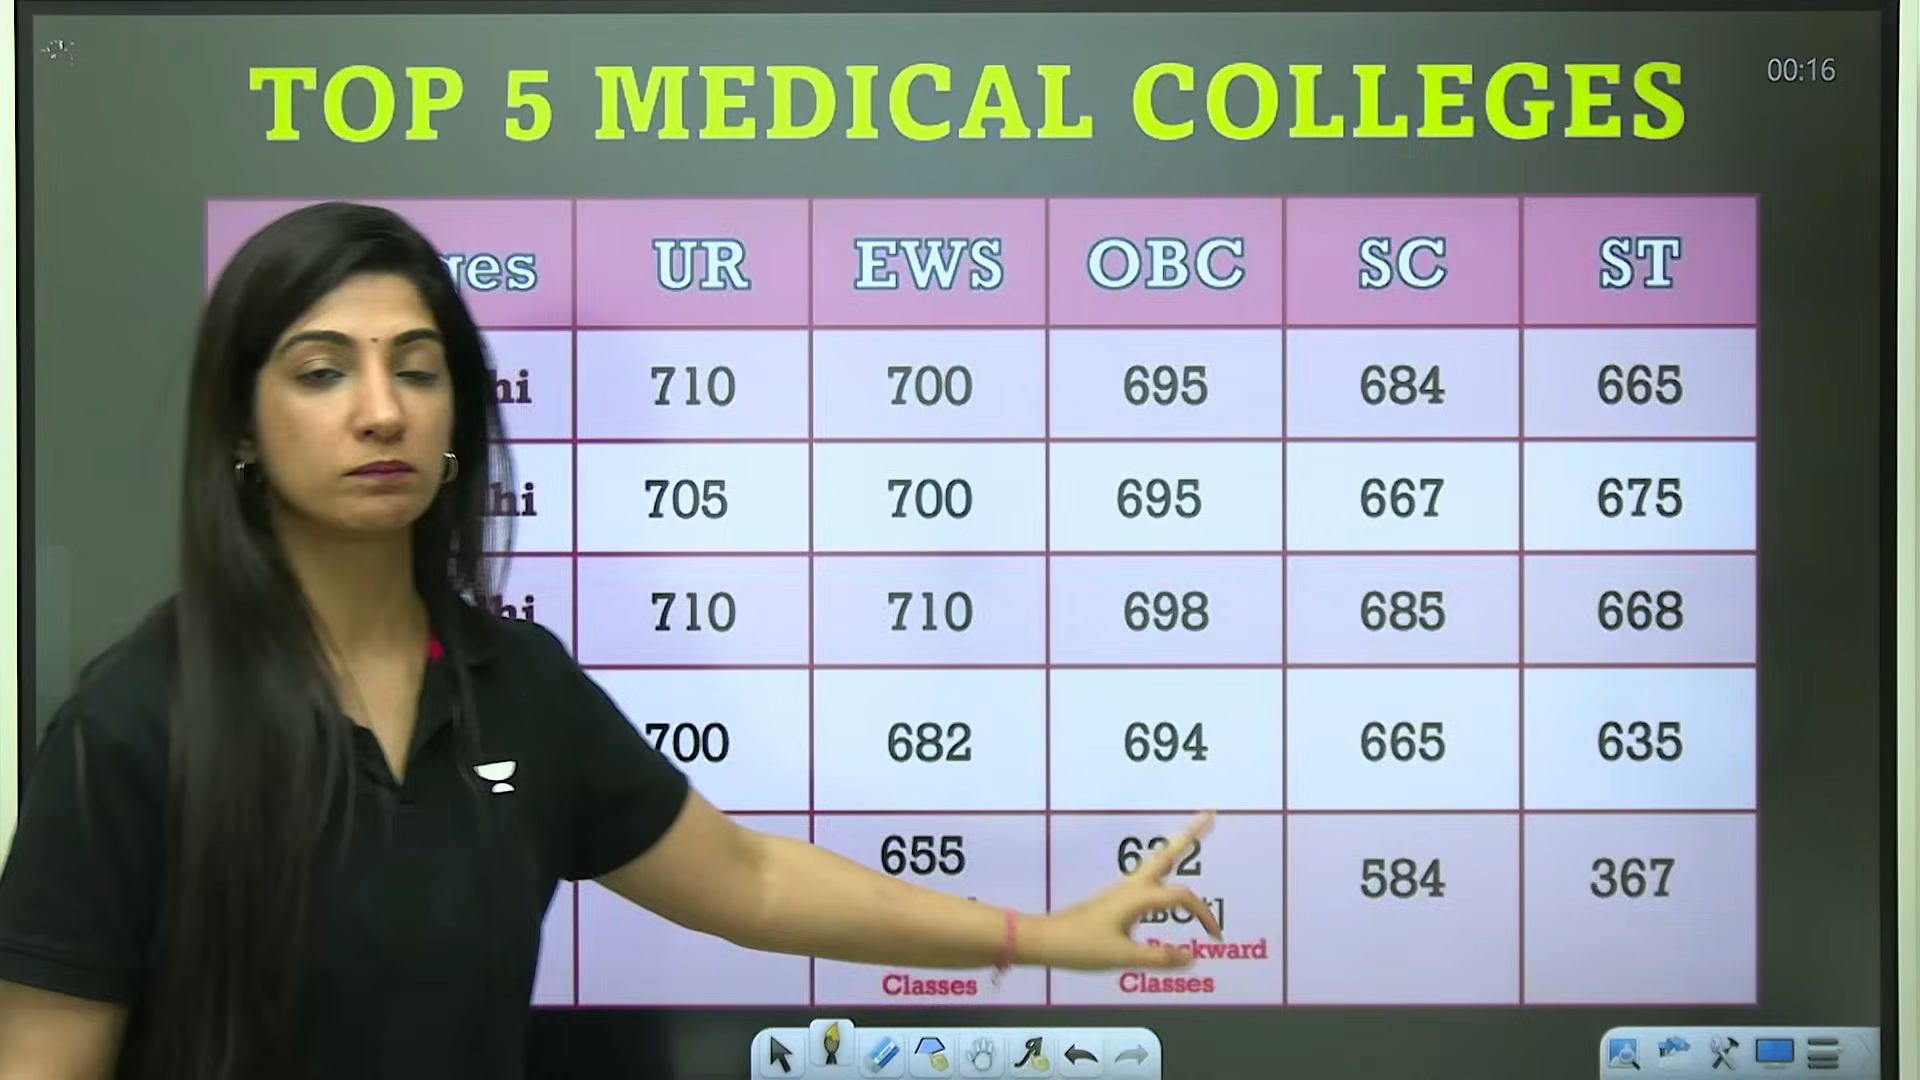 00:16
TOP 5 MEDICAL COLLEGES
UR EWS OBC SC ST
710 700 695 684 665
705 700 695 667 675
710 710 698 685 668
700 682 694 665 635
655 584 367
Classes Classes